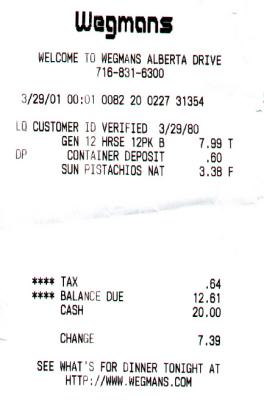 Wegmans
WELCOME TO WEGMANS ALBERTA DRIVE
716-831-6300
3/29/01 00:01 0082 20 0227 31354
LQ CUSTOMER ID VERIFIED 3/29/80
GEN 12 HRSE 12PK B 7.99 T
DP CONTAINER DEPOSIT .60
SUN PISTACHIOS NAT 3.38 F
**** TAX .64
**** BALANCE DUE 12.61
CASH 20.00
CHANGE 7.39
SEE WHAT'S FOR DINNER TONIGHT AT
HTTP://WWW.WEGMANS.COM